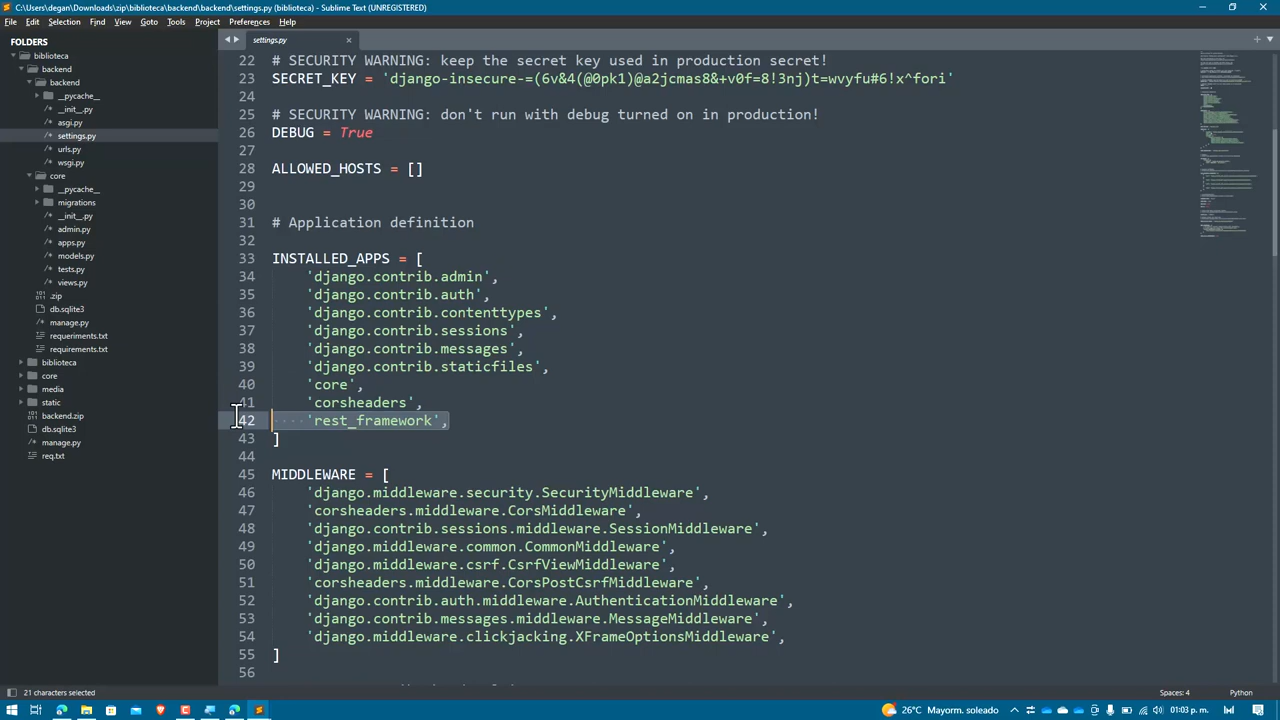 C:\Users\degan\Downloads\zip\biblioteca\backend\backend\settings.py (biblioteca) - Sublime Text (UNREGISTERED)
File Edit Selection Find View Goto Tools Project Preferences Help
FOLDERS
biblioteca
backend
backend
__pycache__
__init__.py
asgi.py
settings.py
urls.py
wsgi.py
core
__pycache__
migrations
__init__.py
admin.py
apps.py
models.py
tests.py
views.py
.zip
db.sqlite3
manage.py
requeriments.txt
requirements.txt
biblioteca
core
media
static
backend.zip
db.sqlite3
manage.py
req.txt
settings.py
22 # SECURITY WARNING: keep the secret key used in production secret!
23 SECRET_KEY = 'django-insecure-=(6v&4(@0pk1)@a2jcmas8&+v0f=8!3nj)t=wvyfu#6!x^fori'
24
25 # SECURITY WARNING: don't run with debug turned on in production!
26 DEBUG = True
27
28 ALLOWED_HOSTS = []
29
30
31 # Application definition
32
33 INSTALLED_APPS = [
34 'django.contrib.admin',
35 'django.contrib.auth',
36 'django.contrib.contenttypes',
37 'django.contrib.sessions',
38 'django.contrib.messages',
39 'django.contrib.staticfiles',
40 'core',
41 'corsheaders',
42 'rest_framework',
43 ]
44
45 MIDDLEWARE = [
46 'django.middleware.security.SecurityMiddleware',
47 'corsheaders.middleware.CorsMiddleware',
48 'django.contrib.sessions.middleware.SessionMiddleware',
49 'django.middleware.common.CommonMiddleware',
50 'django.middleware.csrf.CsrfViewMiddleware',
51 'corsheaders.middleware.CorsPostCsrfMiddleware',
52 'django.contrib.auth.middleware.AuthenticationMiddleware',
53 'django.contrib.messages.middleware.MessageMiddleware',
54 'django.middleware.clickjacking.XFrameOptionsMiddleware',
55 ]
56
21 characters selected
Spaces: 4
Python
26°C Mayorm. soleado
01:03 p. m.